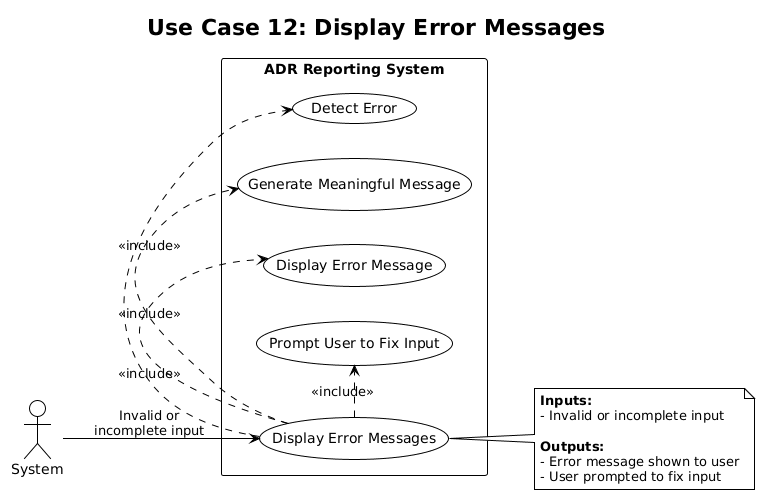 Use Case 12: Display Error Messages
ADR Reporting System
Detect Error
Generate Meaningful Message
«include»
Display Error Message
«include»
Prompt User to Fix Input
«include»
«include»
Inputs:
- Invalid or incomplete input
Outputs:
- Error message shown to user
- User prompted to fix input
Invalid or
incomplete input
Display Error Messages
System